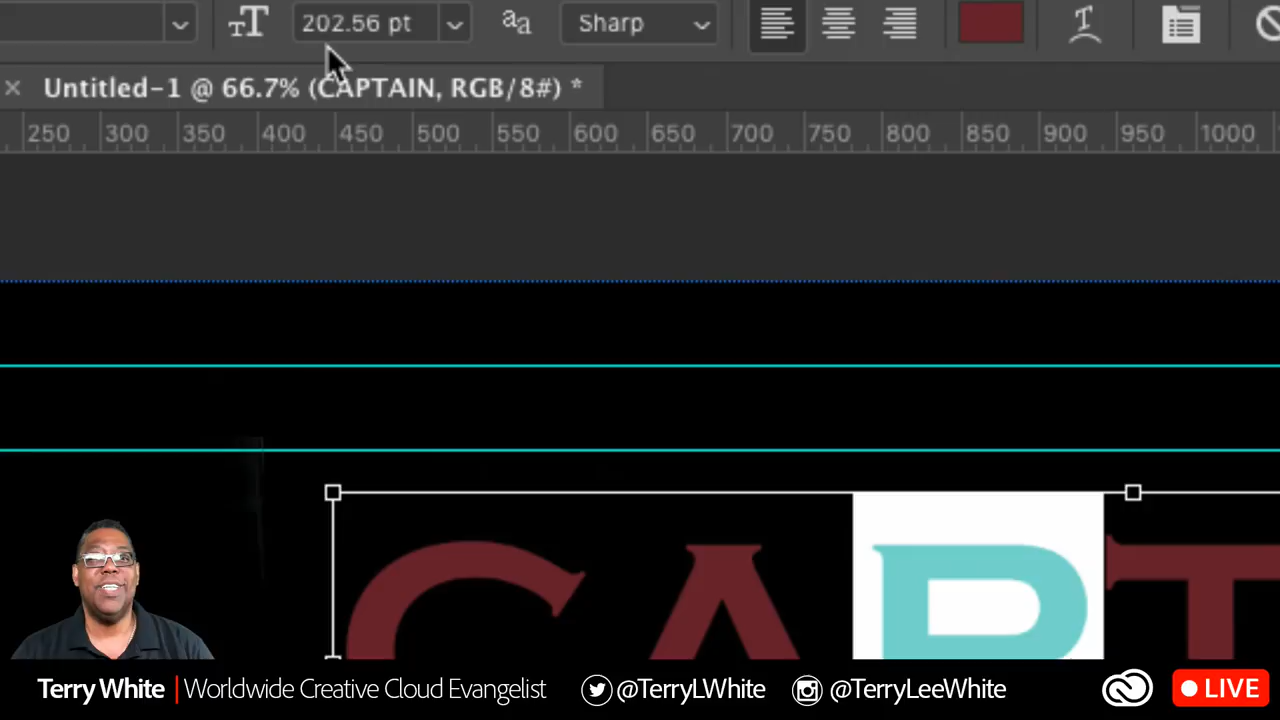 202.56 pt Sharp
Untitled-1 @ 66.7% (CAPTAIN, RGB/8#) *
250 300 350 400 450 500 550 600 650 700 750 800 850 900 950 1000
CAPT
Terry White | Worldwide Creative Cloud Evangelist @TerryLWhite @TerryLeeWhite LIVE